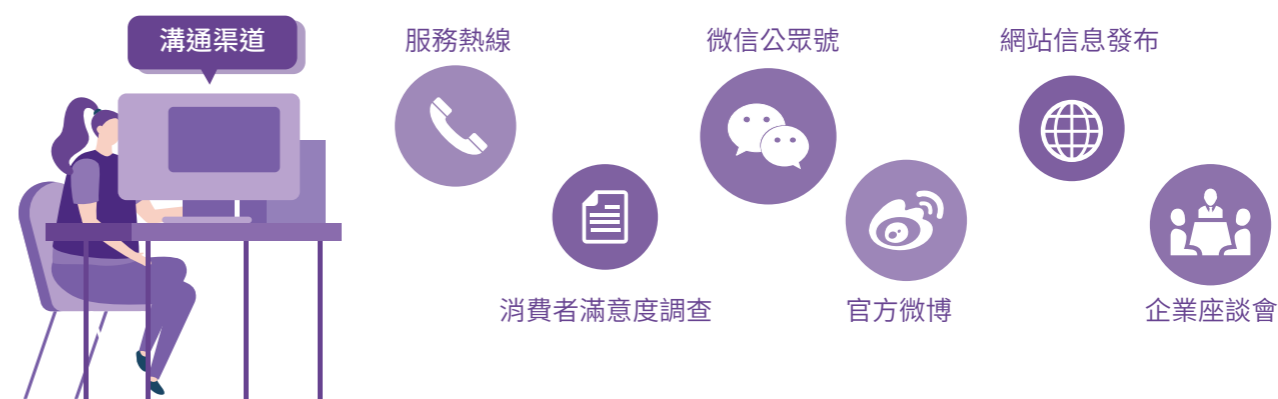 溝通渠道
服務熱線
微信公眾號
網站信息發布
消費者滿意度調查
官方微博
企業座談會